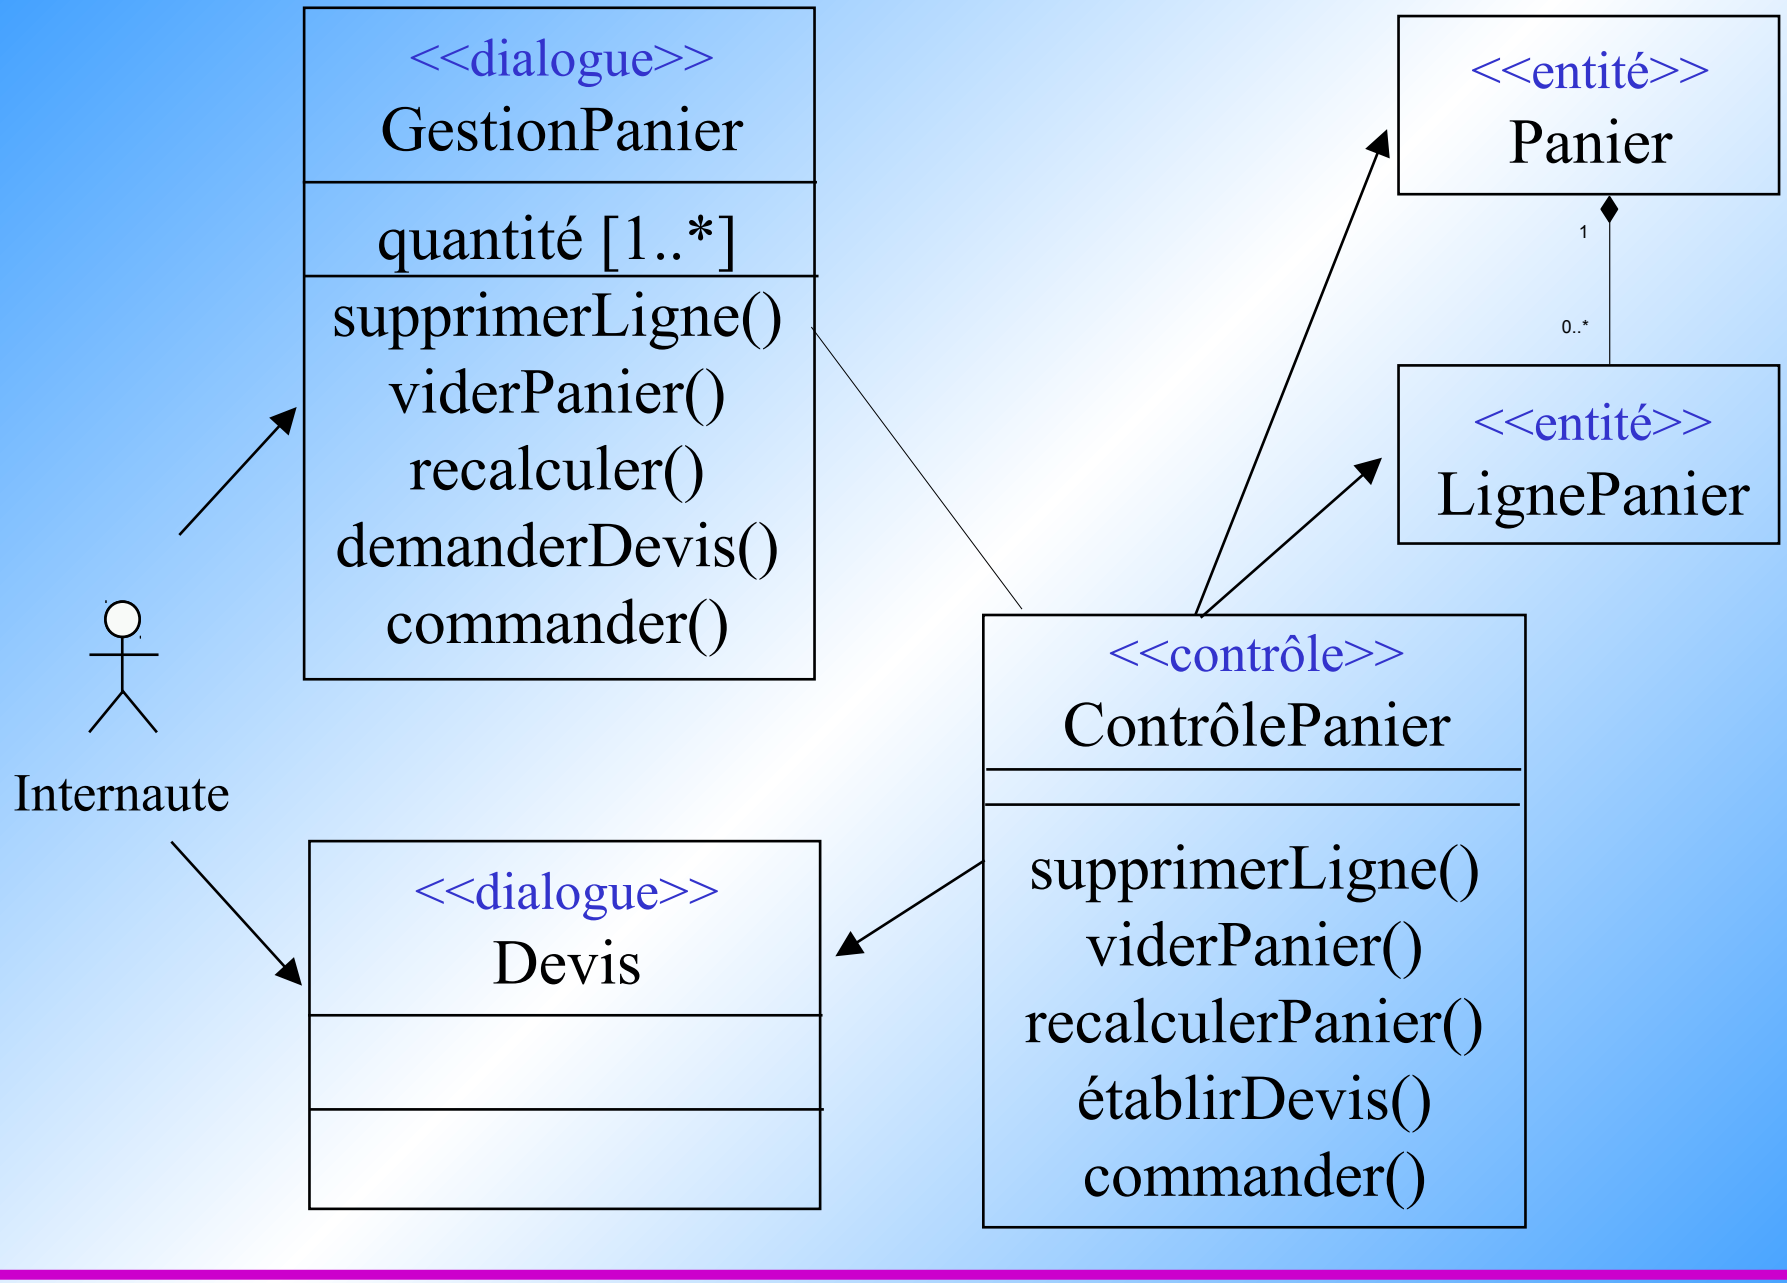 <<dialogue>>
GestionPanier
quantité [1..*]
supprimerLigne()
viderPanier()
recalculer()
demanderDevis()
commander()
<<entité>>
Panier
1
0..*
<<entité>>
LignePanier
Internaute
<<dialogue>>
Devis
<<contrôle>>
ContrôlePanier
supprimerLigne()
viderPanier()
recalculerPanier()
établirDevis()
commander()